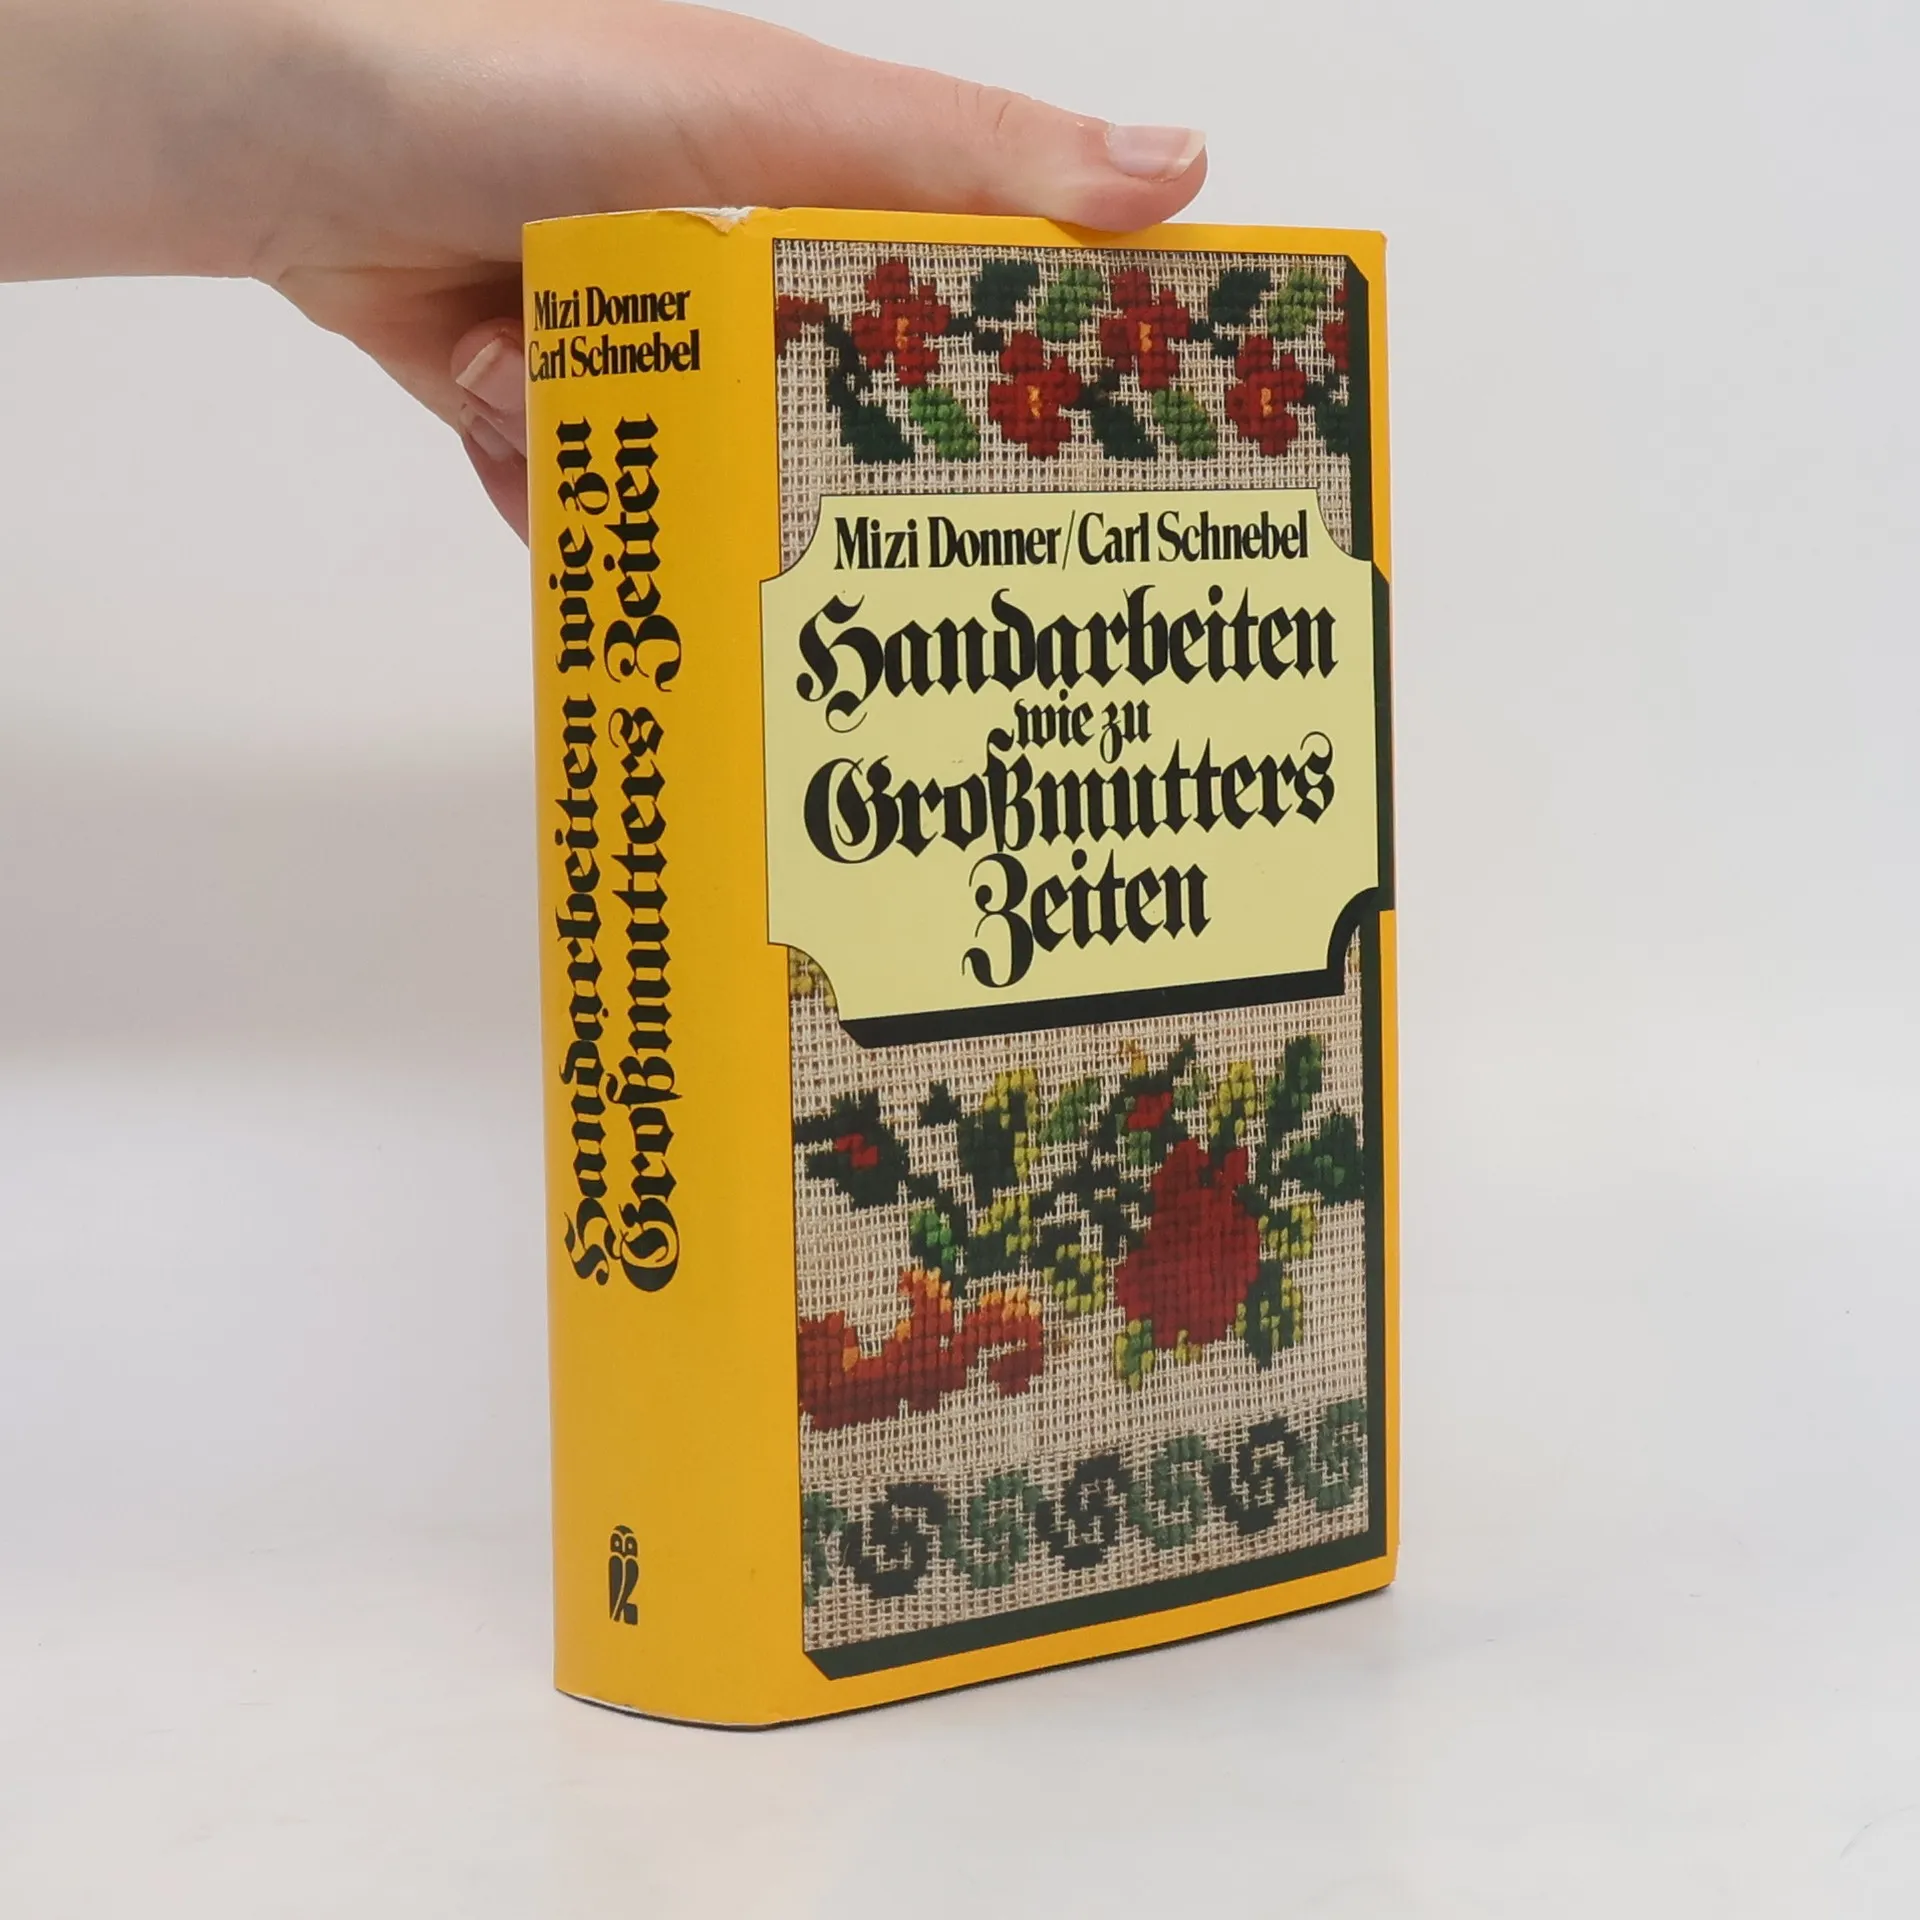 Mizi Donner
Carl Schnebel
Handarbeiten wie zu
Großmutters Zeiten
Mizi Donner/Carl Schnebel
Handarbeiten
wie zu
Großmutters
Zeiten